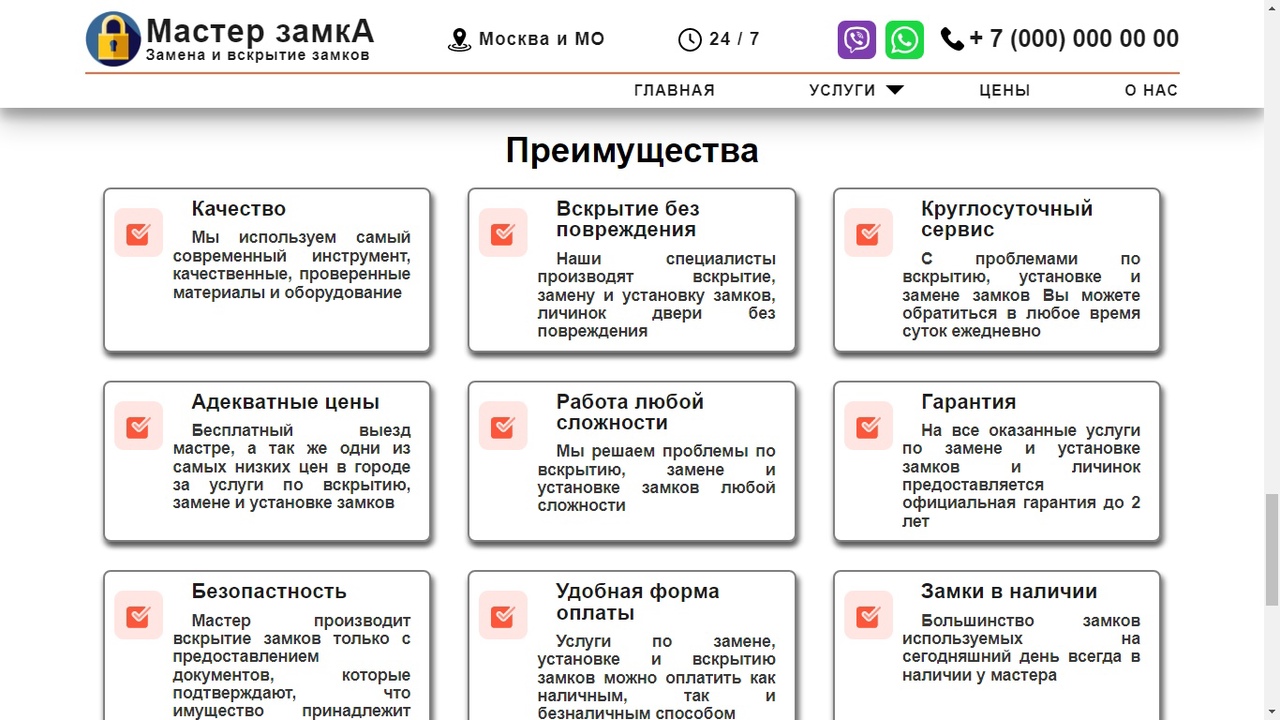 Мастер замкА
Замена и вскрытие замков
Москва и МО
24 / 7
+ 7 (000) 000 00 00
ГЛАВНАЯ
УСЛУГИ
ЦЕНЫ
О НАС
Преимущества
Качество
Мы используем самый
современный инструмент,
качественные, проверенные
материалы и оборудование
Вскрытие без
повреждения
Наши специалисты
производят вскрытие,
замену и установку замков,
личинок двери без
повреждения
Круглосуточный
сервис
С проблемами по
вскрытию, установке и
замене замков Вы можете
обратиться в любое время
суток ежедневно
Адекватные цены
Бесплатный выезд
мастре, а так же одни из
самых низких цен в городе
за услуги по вскрытию,
замене и установке замков
Работа любой
сложности
Мы решаем проблемы по
вскрытию, замене и
установке замков любой
сложности
Гарантия
На все оказанные услуги
по замене и установке
замков и личинок
предоставляется
официальная гарантия до 2
лет
Безопастность
Мастер производит
вскрытие замков только с
предоставлением
документов, которые
подтверждают, что
имущество принадлежит
Удобная форма
оплаты
Услуги по замене,
установке и вскрытию
замков можно оплатить как
наличным, так и
безналичным способом
Замки в наличии
Большинство замков
используемых на
сегодняшний день всегда в
наличии у мастера